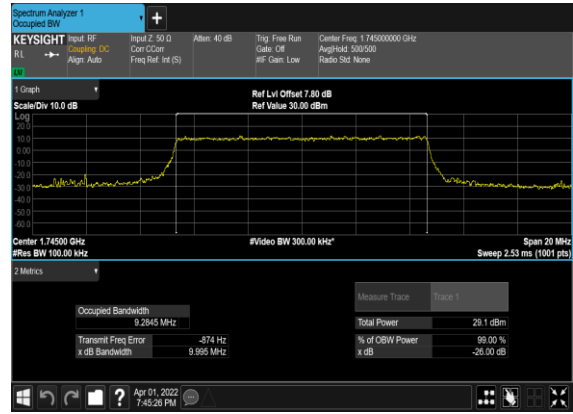 Spectrum Analyzer 1
Occupied BW
+
KEYSIGHT Input: RF Input Z: 50 Ω Atten: 40 dB Trig: Free Run Center Freq: 1.745000000 GHz
RL Coupling: DC Corr CCorr Gate: Off Avg|Hold: 500/500
Align: Auto Freq Ref: Int (S) #IF Gain: Low Radio Std: None
LW
1 Graph
Scale/Div 10.0 dB Ref Lvl Offset 7.80 dB Ref Value 30.00 dBm
Log
20.0
10.0
0.00
-10.0
-20.0
-30.0
-40.0
-50.0
-60.0
Center 1.74500 GHz #Video BW 300.00 kHz* Span 20 MHz
#Res BW 100.00 kHz Sweep 2.53 ms (1001 pts)
2 Metrics
Measure Trace Trace 1
Occupied Bandwidth
9.2645 MHz Total Power 29.1 dBm
Transmit Freq Error -874 Hz % of OBW Power 99.00 %
x dB Bandwidth 9.995 MHz x dB -26.00 dB
? Apr 01, 2022
7:45:26 PM